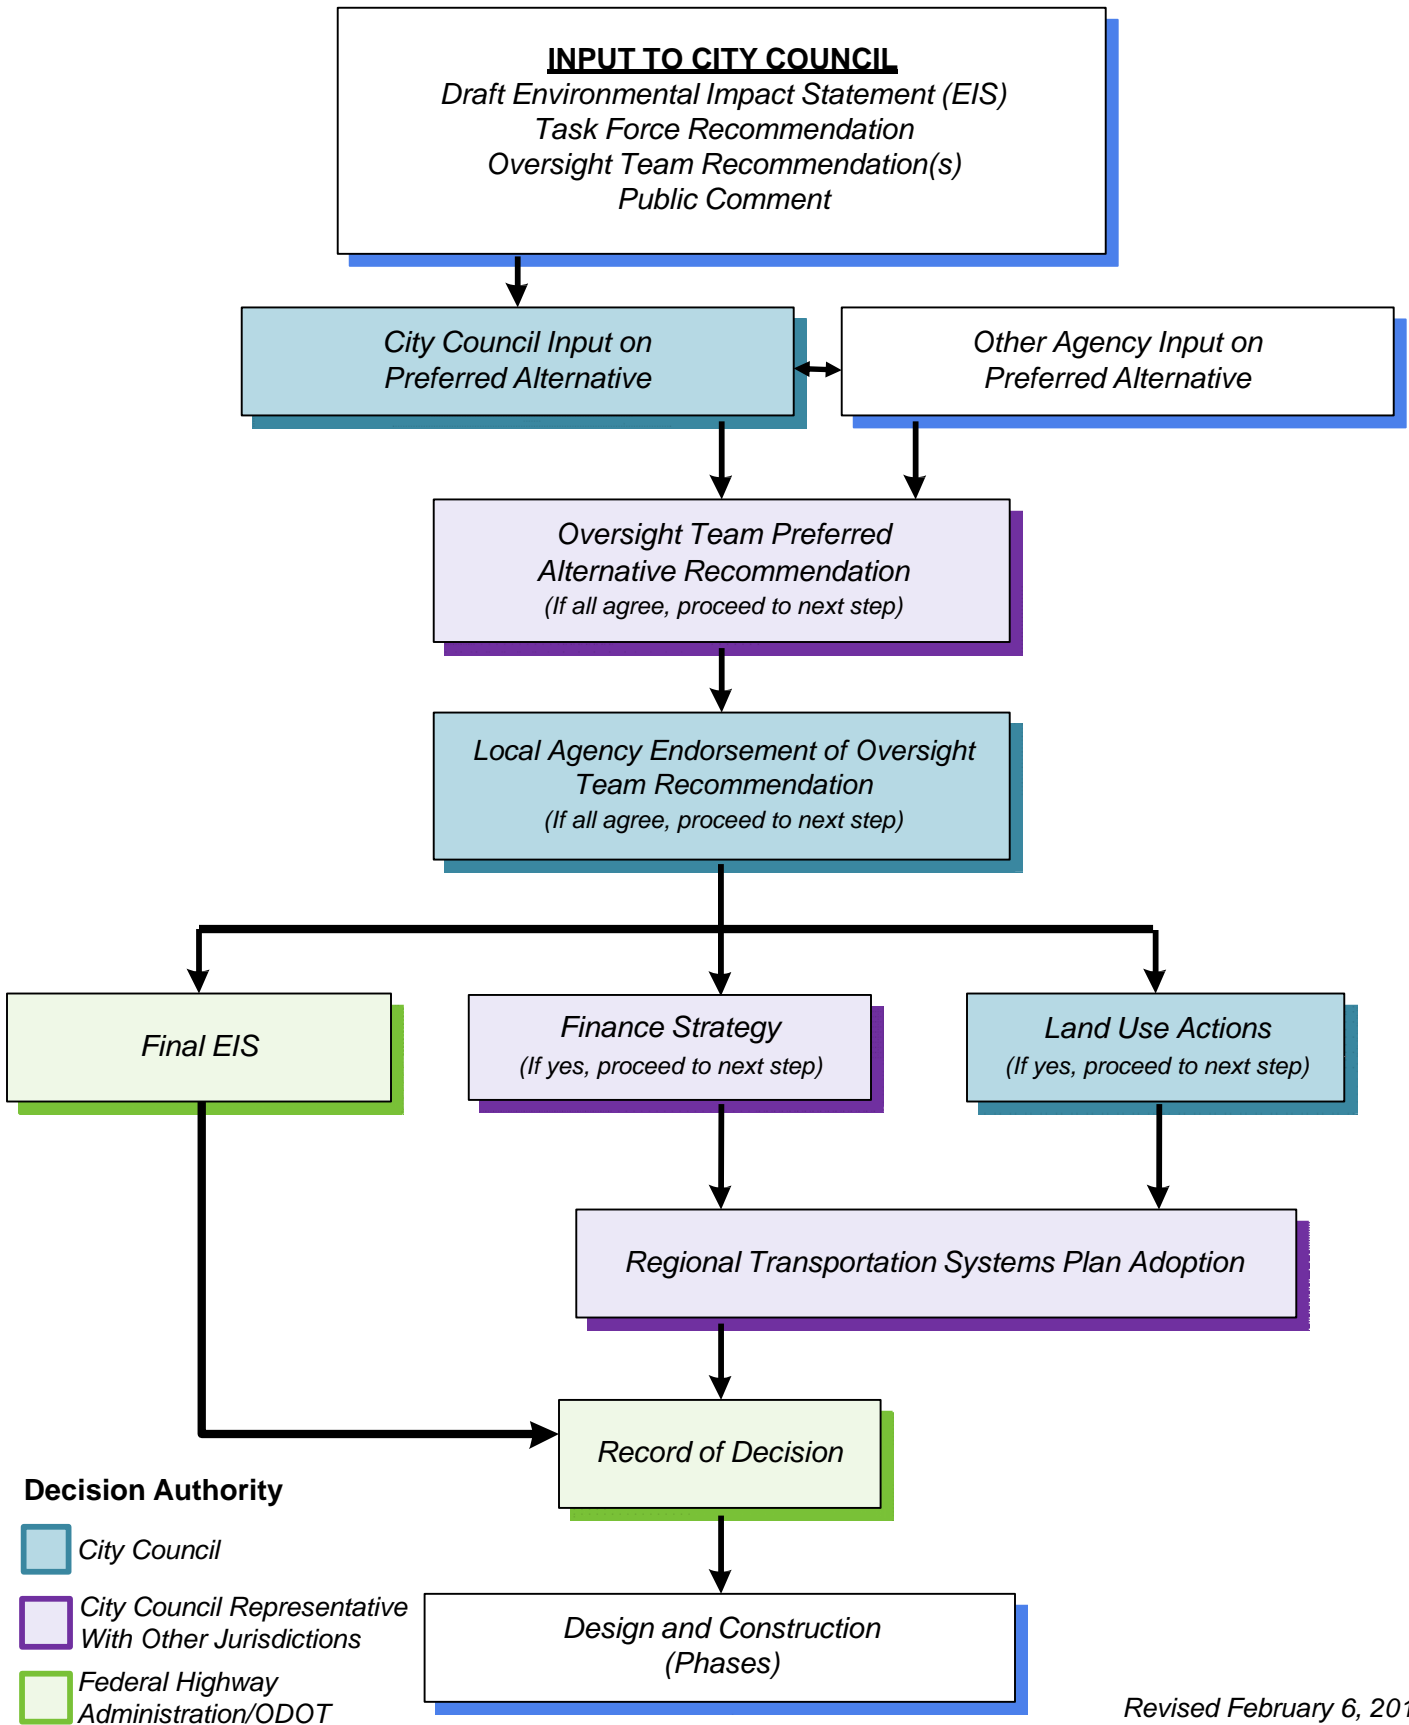 INPUT TO CITY COUNCIL
Draft Environmental Impact Statement (EIS)
Task Force Recommendation
Oversight Team Recommendation(s)
Public Comment
City Council Input on
Preferred Alternative
Other Agency Input on
Preferred Alternative
Oversight Team Preferred
Alternative Recommendation
(If all agree, proceed to next step)
Local Agency Endorsement of Oversight
Team Recommendation
(If all agree, proceed to next step)
Final EIS
Finance Strategy
(If yes, proceed to next step)
Land Use Actions
(If yes, proceed to next step)
Regional Transportation Systems Plan Adoption
Record of Decision
Decision Authority
City Council
City Council Representative
With Other Jurisdictions
Federal Highway
Administration/ODOT
Design and Construction
(Phases)
Revised February 6,